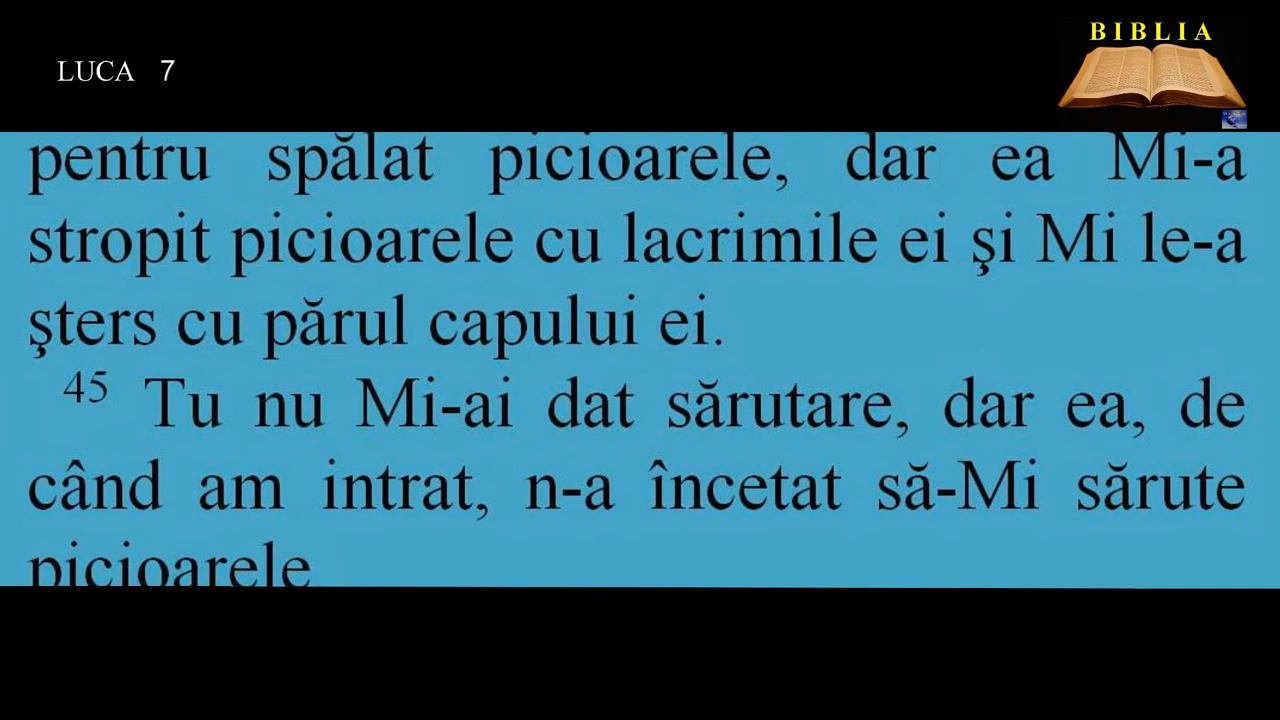 BIBLIA
LUCA 7
pentru spălat picioarele, dar ea Mi-a
stropit picioarele cu lacrimile ei şi Mi le-a
şters cu părul capului ei.
45 Tu nu Mi-ai dat sărutare, dar ea, de
când am intrat, n-a încetat să-Mi sărute
picioarele.